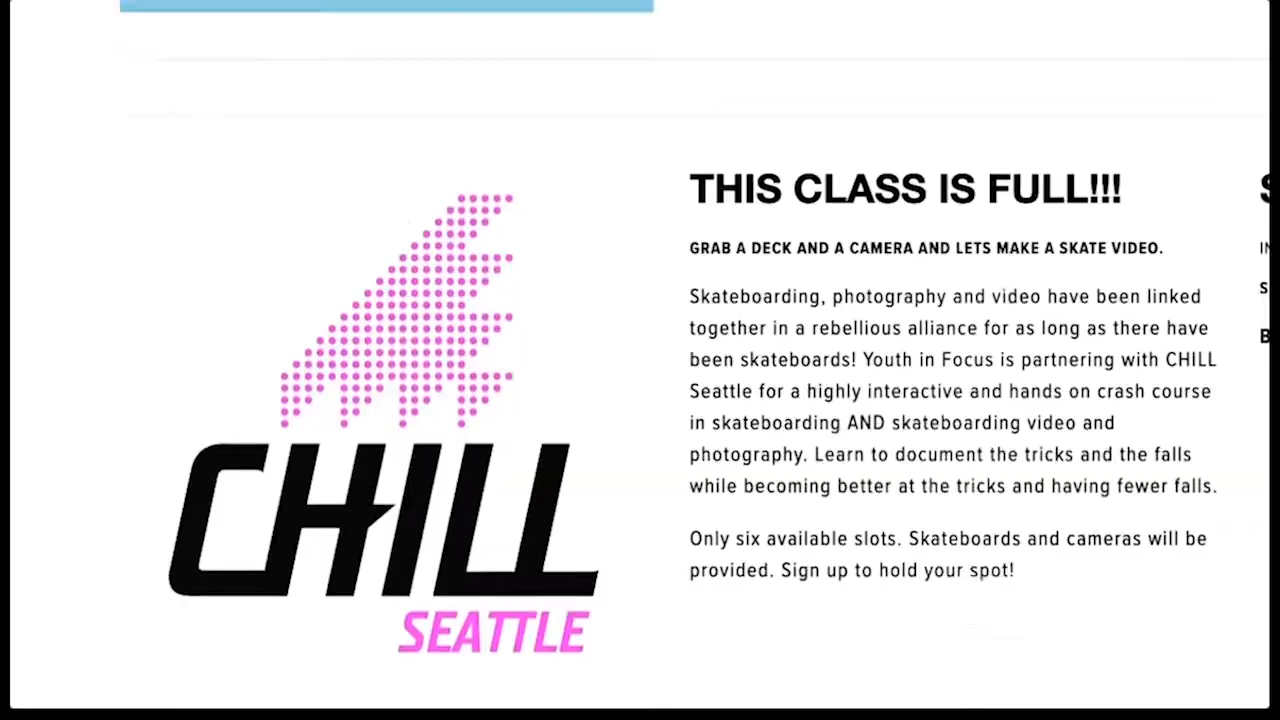 THIS CLASS IS FULL!!!
GRAB A DECK AND A CAMERA AND LETS MAKE A SKATE VIDEO.
Skateboarding, photography and video have been linked
together in a rebellious alliance for as long as there have
been skateboards! Youth in Focus is partnering with CHILL
Seattle for a highly interactive and hands on crash course
in skateboarding AND skateboarding video and
photography. Learn to document the tricks and the falls
while becoming better at the tricks and having fewer falls.
Only six available slots. Skateboards and cameras will be
provided. Sign up to hold your spot!
CHILL
SEATTLE